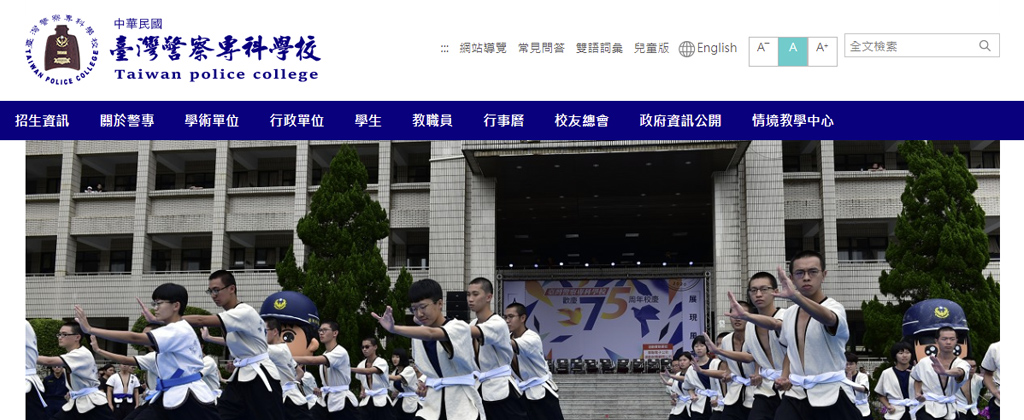 臺灣警察專科學校
TAIWAN POLICE COLLEGE
中華民國
臺灣警察專科學校
Taiwan police college
:::
網站導覽
常見問答
雙語詞彙
兒童版
English
A-
A
A+
全文檢索
招生資訊
關於警專
學術單位
行政單位
學生
教職員
行事曆
校友總會
政府資訊公開
情境教學中心
歡慶75周年校慶
展現